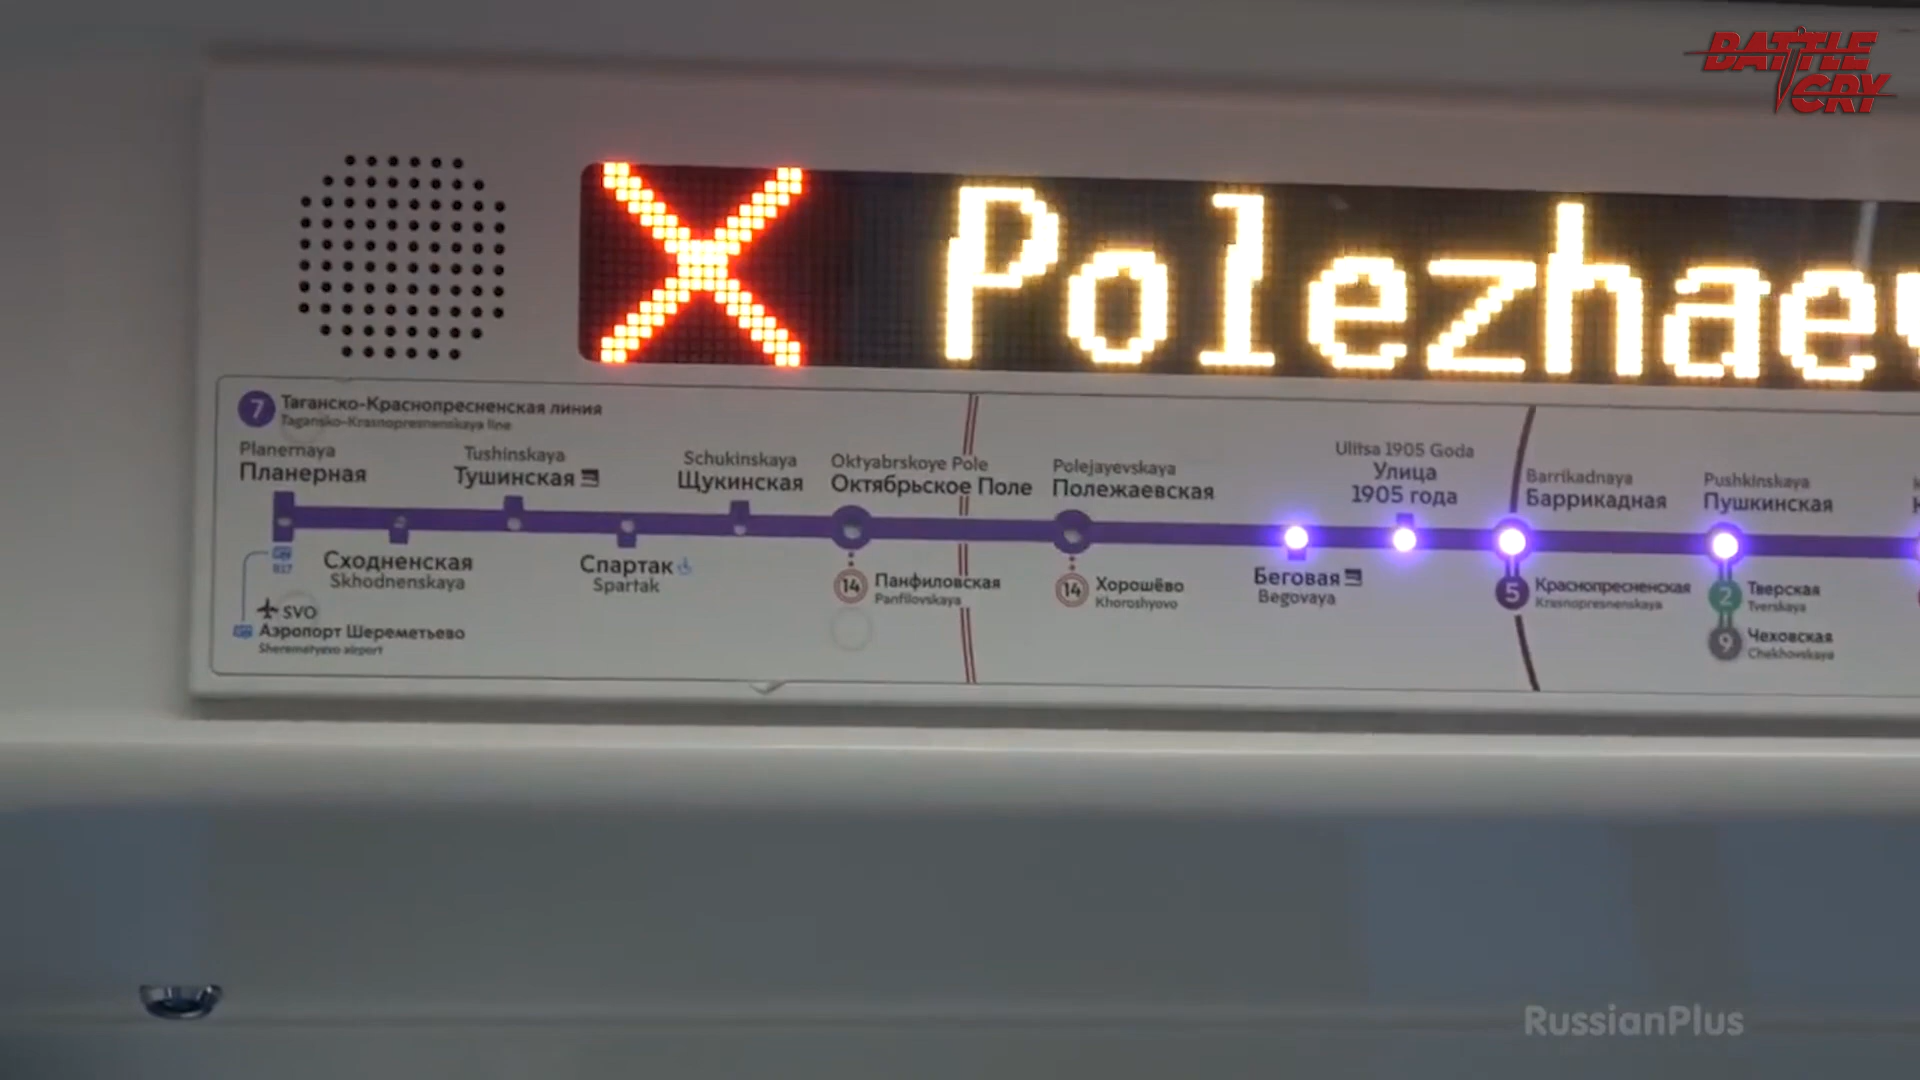 BATTLE
CRY
Polezhaev
7 Таганско-Краснопресненская линия
Tagansko-Krasnopresnenskaya line
Planernaya
Планерная
Сходненская
Skhodnenskaya
SVO
Аэропорт Шереметьево
Sheremetyevo airport
Tushinskaya
Тушинская
Спартак
Spartak
Schukinskaya
Щукинская
Oktyabrskoye Pole
Октябрьское Поле
14 Панфиловская
Panfilovskaya
Polejayevskaya
Полежаевская
14 Хорошёво
Khoroshyovo
Беговая
Begovaya
Ulitsa 1905 Goda
Улица
1905 года
Barrikadnaya
Баррикадная
5 Краснопресненская
Krasnopresnenskaya
Pushkinskaya
Пушкинская
2 Тверская
Tverskaya
9 Чеховская
Chekhovskaya
RussianPlus